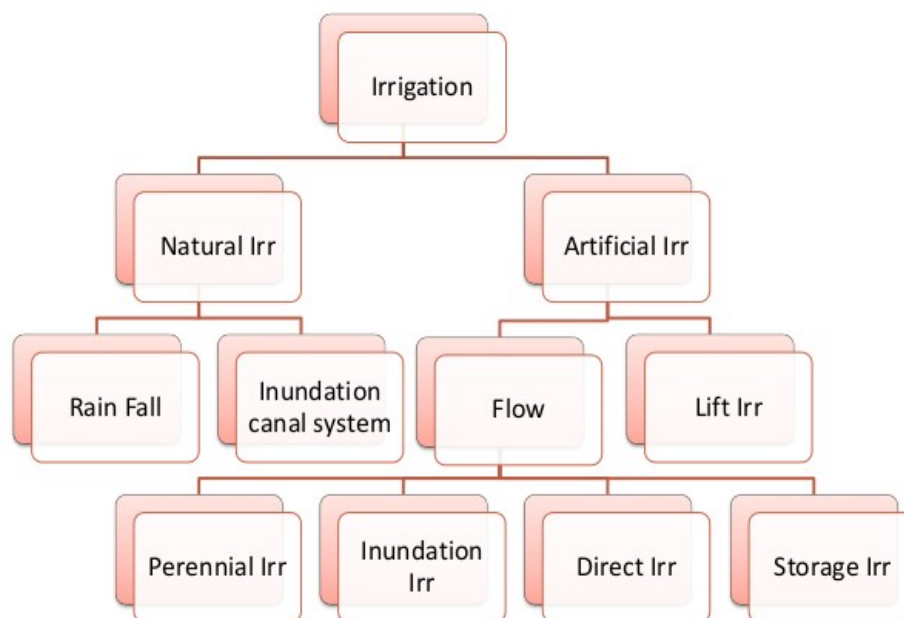 Irrigation
Natural Irr
Artificial Irr
Rain Fall
Inundation
canal system
Flow
Lift Irr
Perennial Irr
Inundation
Irr
Direct Irr
Storage Irr